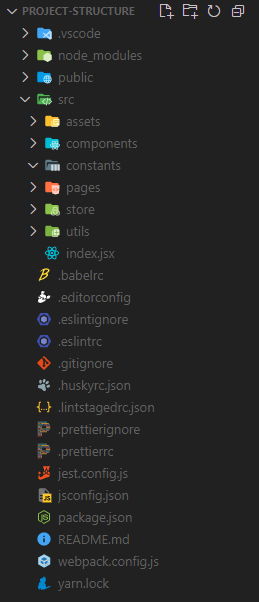 PROJECT-STRUCTURE
.vscode
node_modules
public
src
assets
components
constants
pages
store
utils
index.jsx
.babelrc
.editorconfig
.eslintignore
.eslintrc
.gitignore
.huskyrc.json
.lintstagedrc.json
.prettierignore
.prettierrc
jest.config.js
jsconfig.json
package.json
README.md
webpack.config.js
yarn.lock